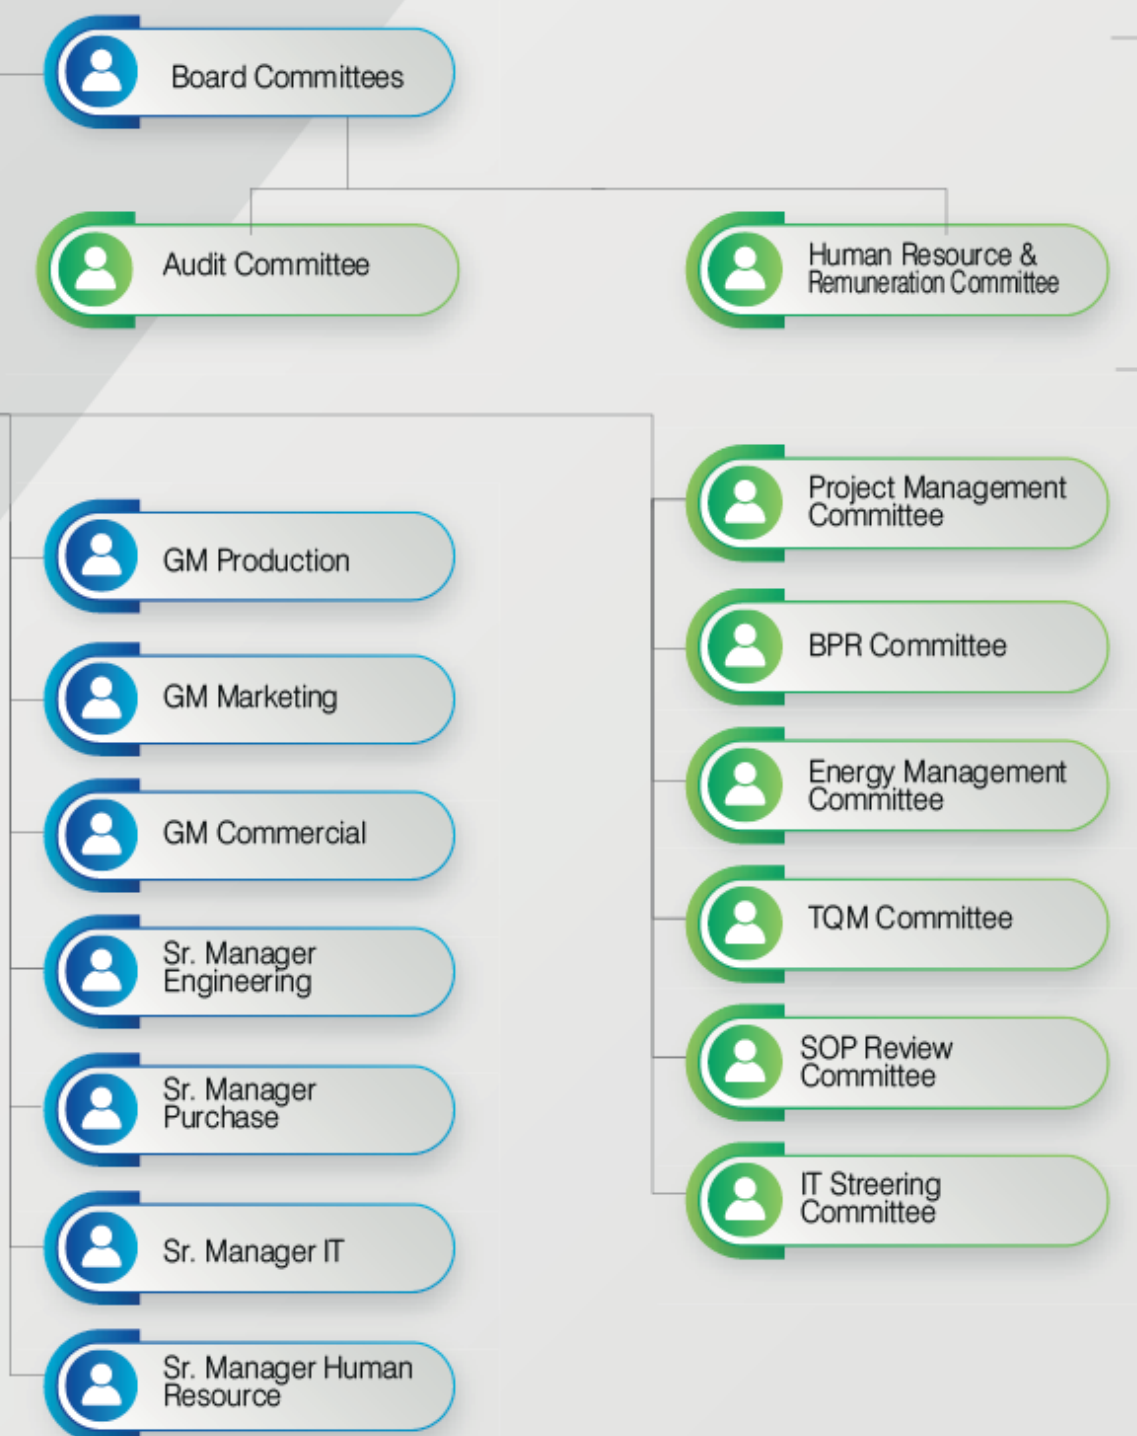 Board Committees
Audit Committee
Human Resource &
Remuneration Committee
GM Production
GM Marketing
GM Commercial
Sr. Manager
Engineering
Sr. Manager
Purchase
Sr. Manager IT
Sr. Manager Human
Resource
Project Management
Committee
BPR Committee
Energy Management
Committee
TQM Committee
SOP Review
Committee
IT Streering
Committee